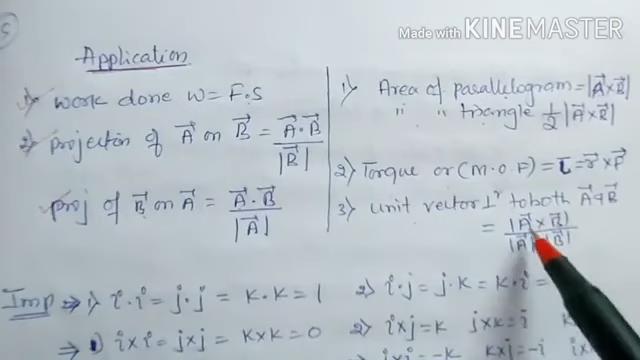 Made with KINEMASTER
Application
1) work done W = F.S
2) projection of A⃗ on B⃗ = A⃗·B⃗ / |B⃗|
proj of B⃗ on A⃗ = A⃗·B⃗ / |A⃗|
1) Area of parallelogram = |A⃗×B⃗|
" " triangle 1/2 |A⃗×B⃗|
2) Torque or (M.O.F) = τ = r⃗×F⃗
3) unit vector ⊥r to both A⃗ & B⃗
= |A⃗×B⃗| / |A⃗| |B⃗|
Imp ⇒ 1) i·i = j·j = k·k = 1
⇒ 1) i×i = j×j = k×k = 0
2) i·j = j·k = k·i =
2) i×j=k j×k=i k
k×j=-i i